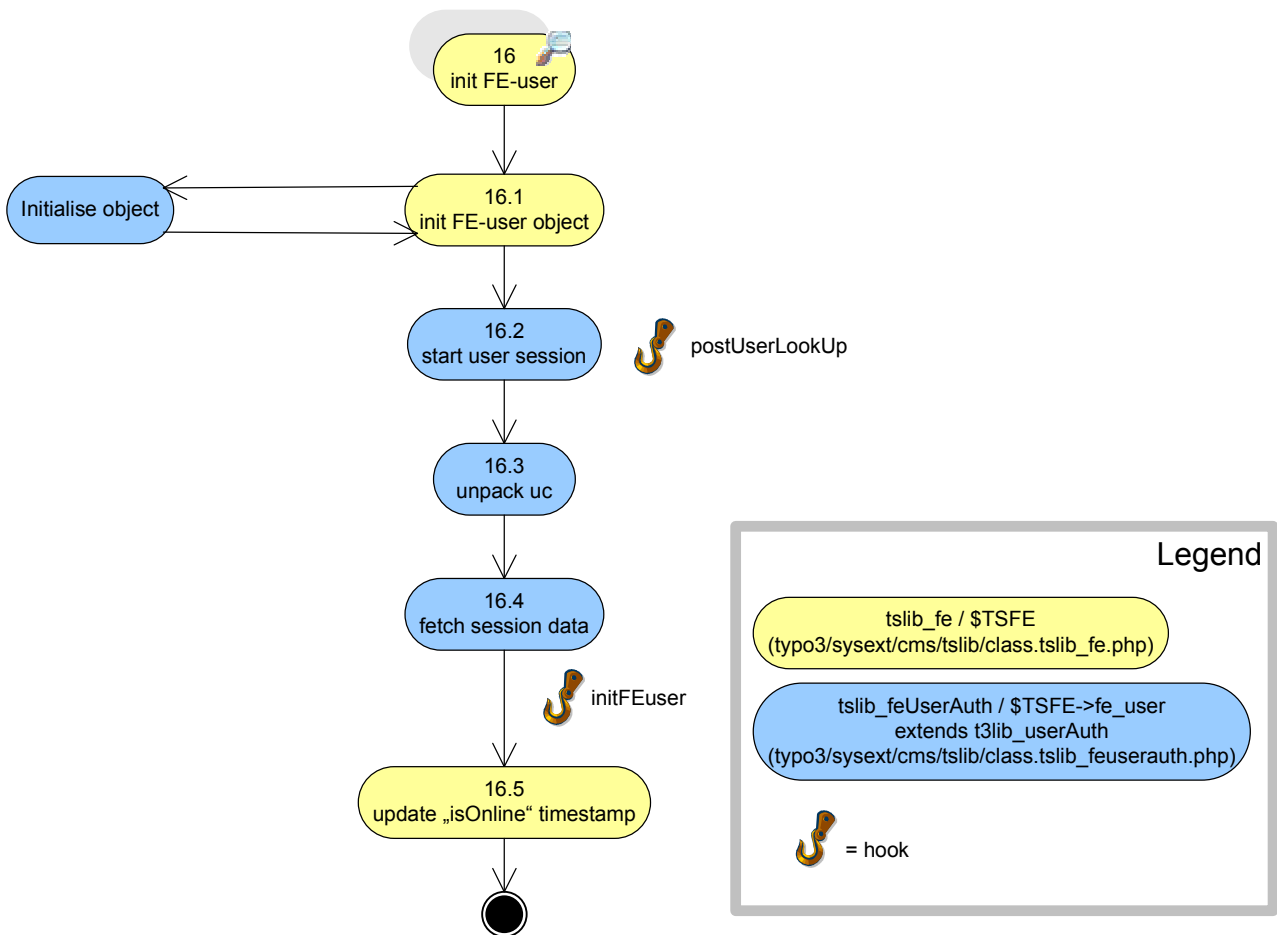 16
init FE-user
Initialise object
16.1
init FE-user object
16.2
start user session
postUserLookUp
16.3
unpack uc
16.4
fetch session data
initFEuser
16.5
update „isOnline“ timestamp
Legend
tslib_fe / $TSFE
(typo3/sysext/cms/tslib/class.tslib_fe.php)
tslib_feUserAuth / $TSFE->fe_user
extends t3lib_userAuth
(typo3/sysext/cms/tslib/class.tslib_feuserauth.php)
= hook